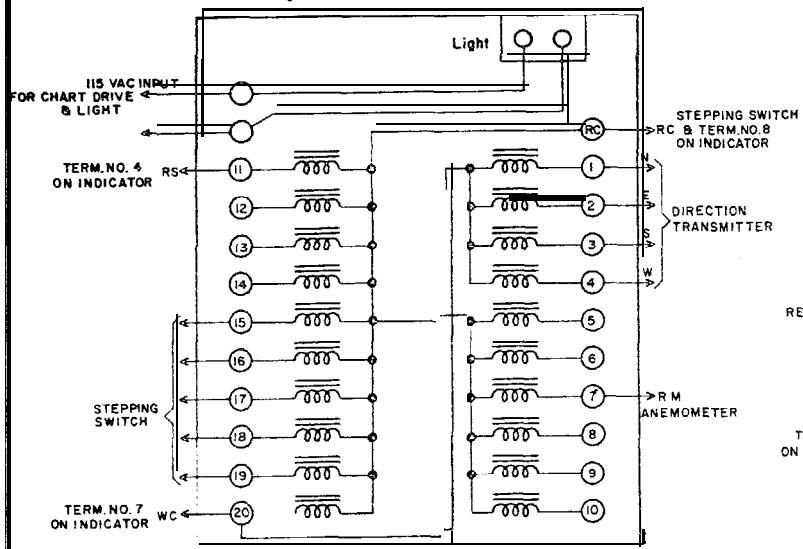 Light
115 VAC INPUT
FOR CHART DRIVE
& LIGHT
RC
RC
STEPPING SWITCH
& TERM. NO. 8
ON INDICATOR
TERM. NO. 4
ON INDICATOR
RS
11
12
13
14
15
16
17
18
19
20
1
2
3
4
5
6
7
8
9
10
N
E
S
W
DIRECTION
TRANSMITTER
STEPPING
SWITCH
RM
ANEMOMETER
TERM. NO. 7
ON INDICATOR
WC
RE
T
ON